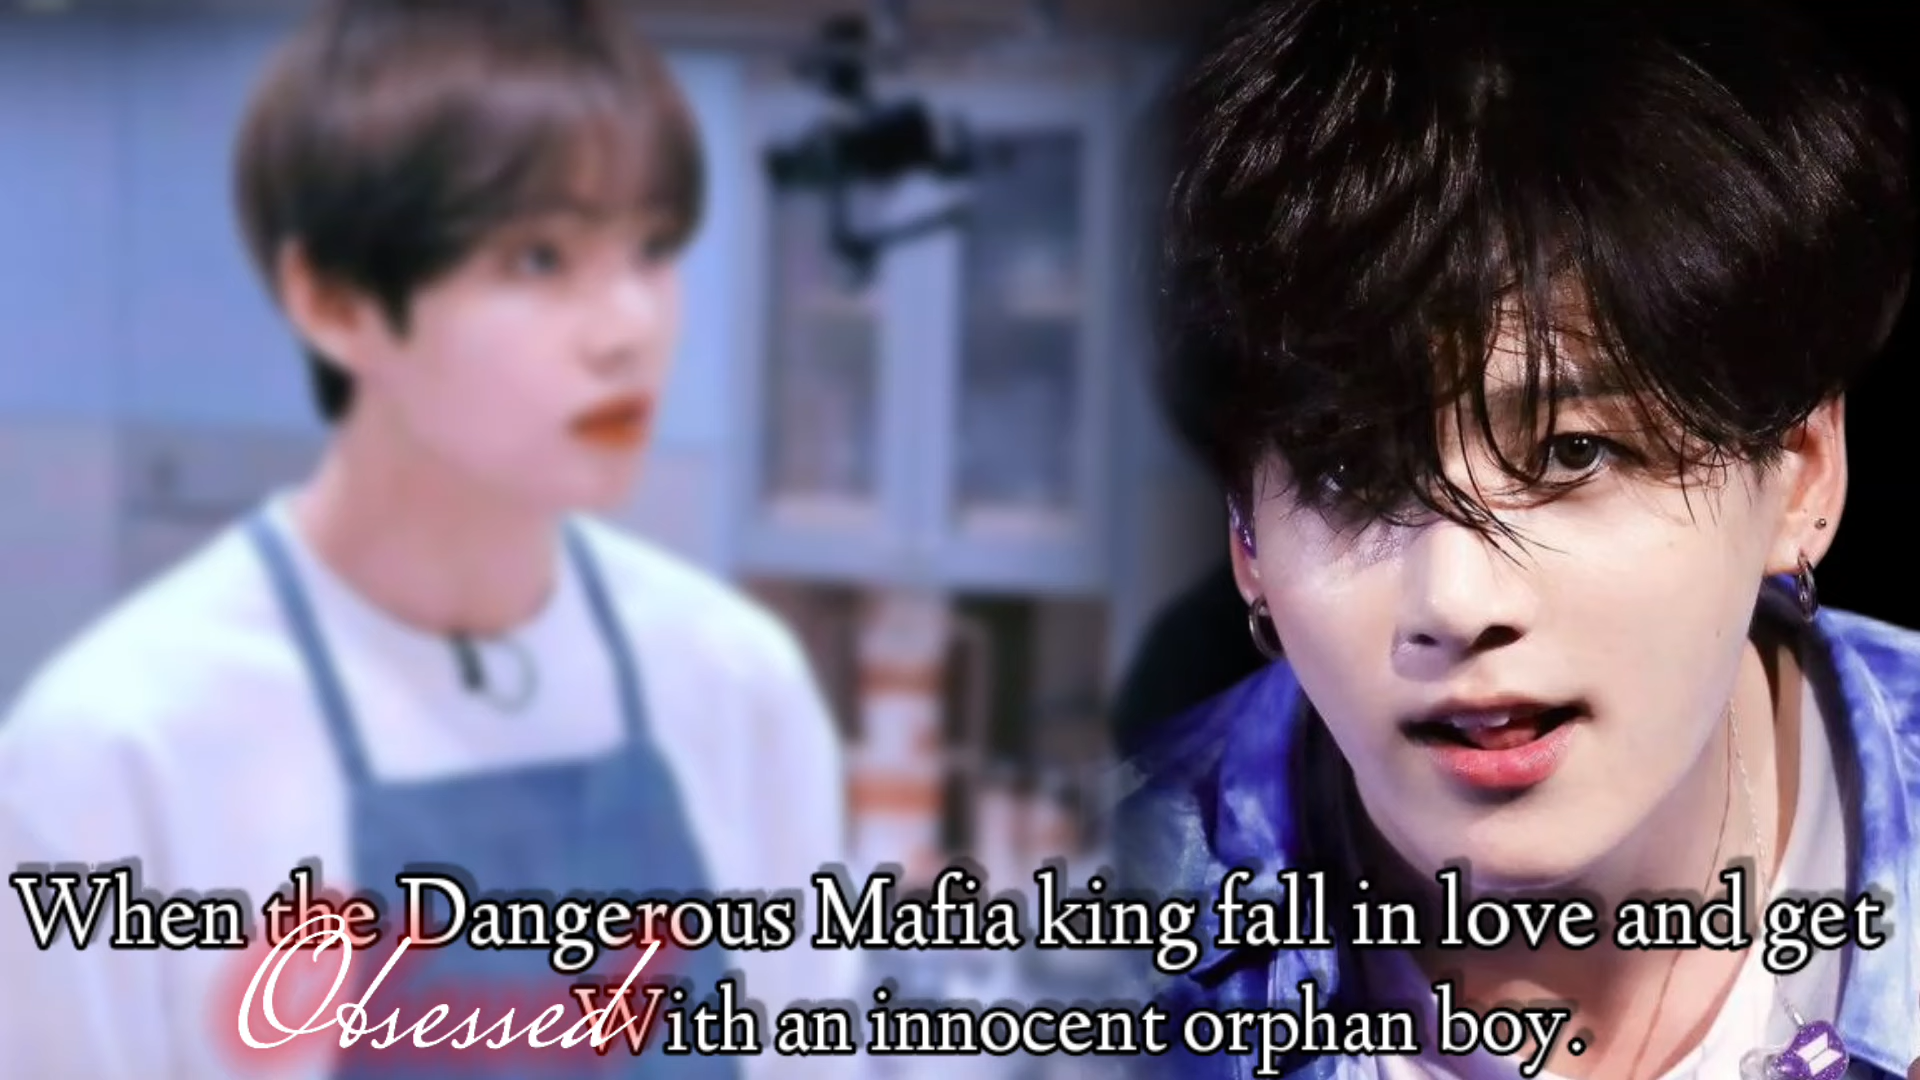 When the Dangerous Mafia king fall in love and get
Obsessed With an innocent orphan boy.